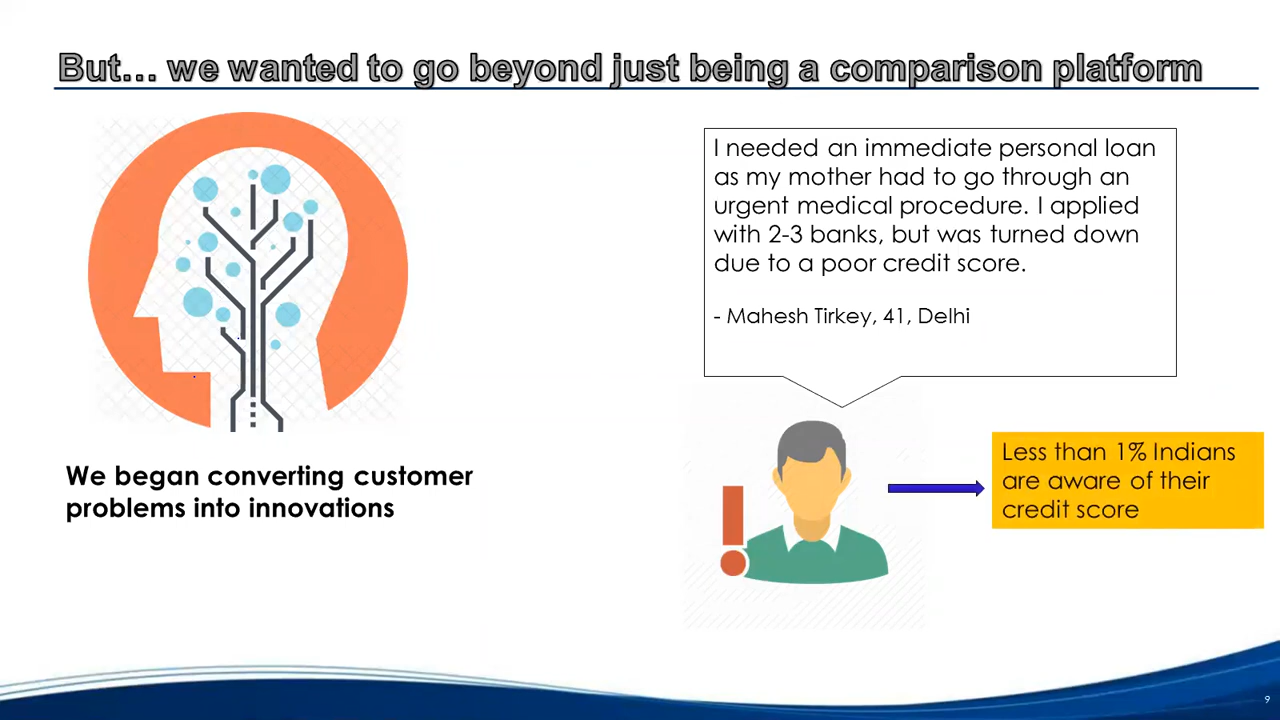 But... we wanted to go beyond just being a comparison platform
I needed an immediate personal loan
as my mother had to go through an
urgent medical procedure. I applied
with 2-3 banks, but was turned down
due to a poor credit score.
- Mahesh Tirkey, 41, Delhi
We began converting customer
problems into innovations
Less than 1% Indians
are aware of their
credit score
9